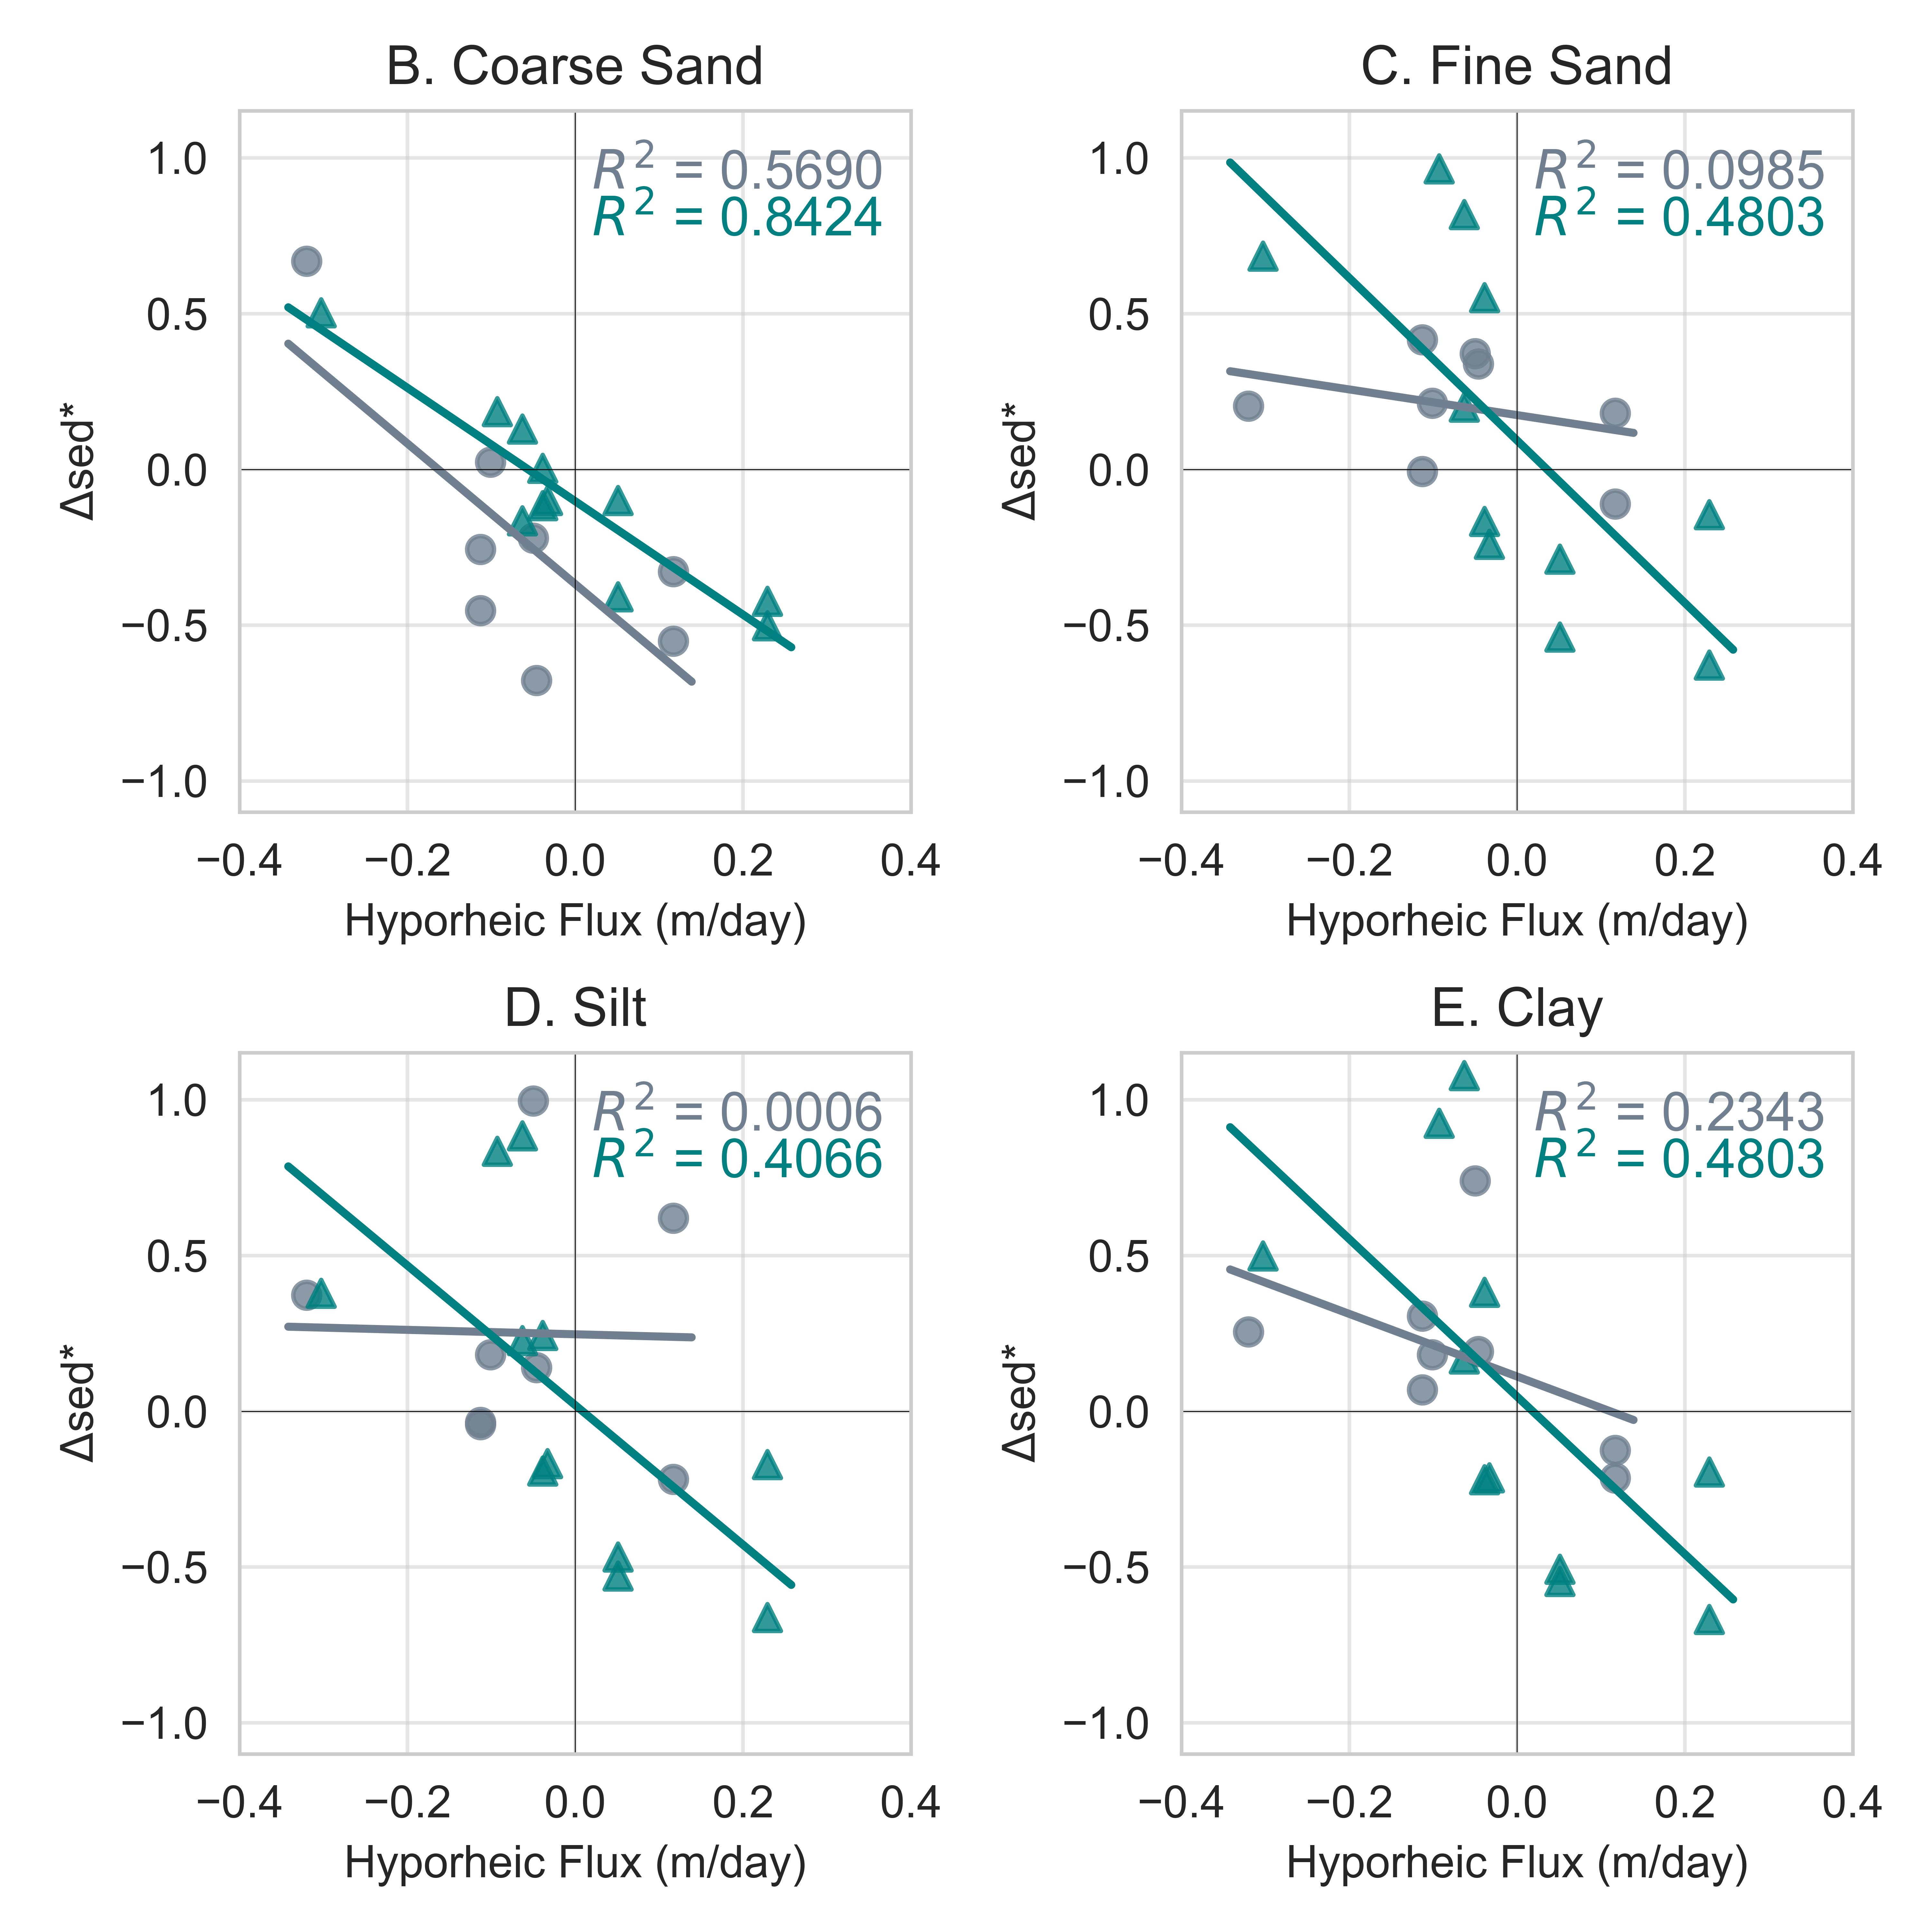 B. Coarse Sand
R² = 0.5690
R² = 0.8424
1.0
0.5
0.0
−0.5
−1.0
Δsed*
−0.4 −0.2 0.0 0.2 0.4
Hyporheic Flux (m/day)
C. Fine Sand
R² = 0.0985
R² = 0.4803
1.0
0.5
0.0
−0.5
−1.0
Δsed*
−0.4 −0.2 0.0 0.2 0.4
Hyporheic Flux (m/day)
D. Silt
R² = 0.0006
R² = 0.4066
1.0
0.5
0.0
−0.5
−1.0
Δsed*
−0.4 −0.2 0.0 0.2 0.4
Hyporheic Flux (m/day)
E. Clay
R² = 0.2343
R² = 0.4803
1.0
0.5
0.0
−0.5
−1.0
Δsed*
−0.4 −0.2 0.0 0.2 0.4
Hyporheic Flux (m/day)